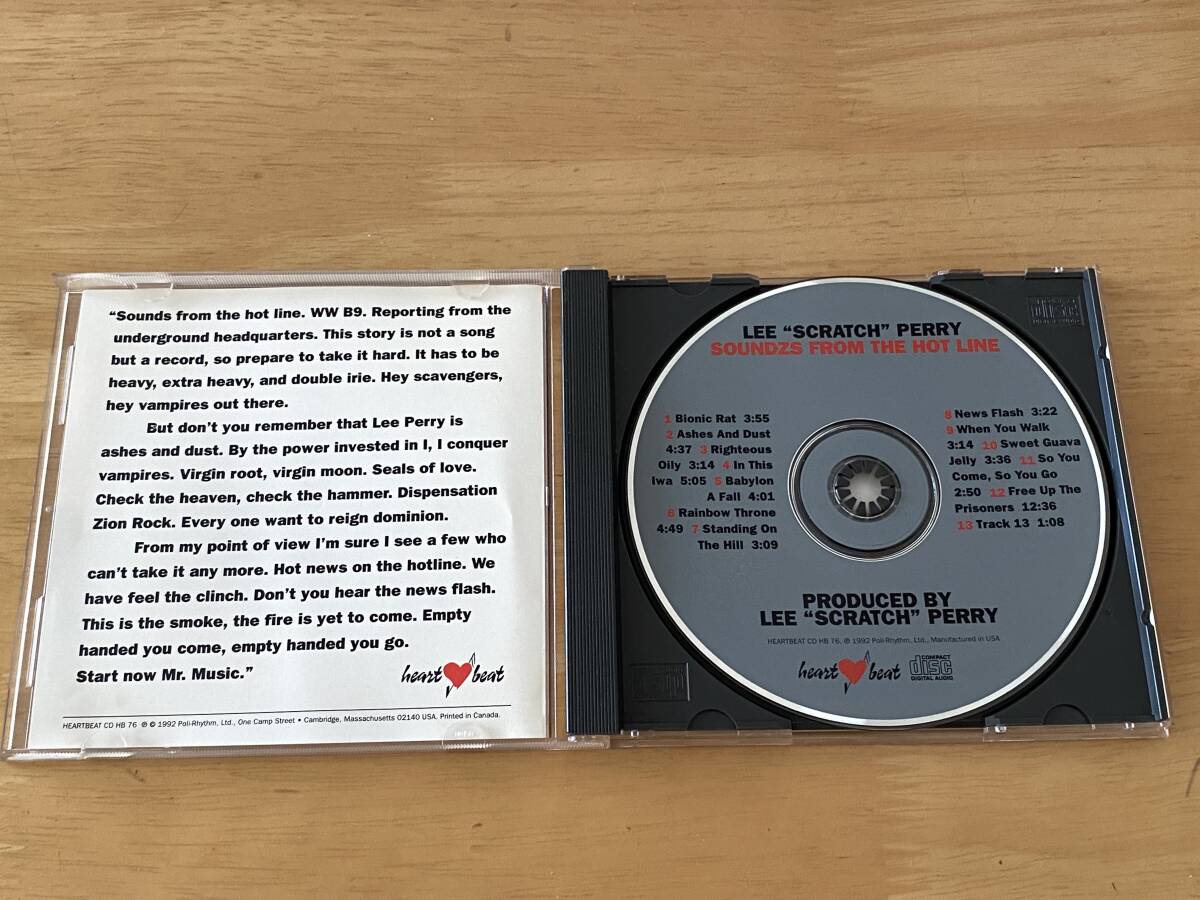 “Sounds from the hot line. WW B9. Reporting from the
underground headquarters. This story is not a song
but a record, so prepare to take it hard. It has to be
heavy, extra heavy, and double irie. Hey scavengers,
hey vampires out there.
But don’t you remember that Lee Perry is
ashes and dust. By the power invested in I, I conquer
vampires. Virgin root, virgin moon. Seals of love.
Check the heaven, check the hammer. Dispensation
Zion Rock. Every one want to reign dominion.
From my point of view I’m sure I see a few who
can’t take it any more. Hot news on the hotline. We
have feel the clinch. Don’t you hear the news flash.
This is the smoke, the fire is yet to come. Empty
handed you come, empty handed you go.
Start now Mr. Music.”
heart beat
HEARTBEAT CD HB 76 ℗ © 1992 Poli-Rhythm, Ltd., One Camp Street • Cambridge, Massachusetts 02140 USA. Printed in Canada.
LEE “SCRATCH” PERRY
SOUNDZS FROM THE HOT LINE
1 Bionic Rat 3:55
2 Ashes And Dust
4:37 3 Righteous
Oily 3:14 4 In This
Iwa 5:05 5 Babylon
A Fall 4:01
6 Rainbow Throne
4:49 7 Standing On
The Hill 3:09
8 News Flash 3:22
9 When You Walk
3:14 10 Sweet Guava
Jelly 3:36 11 So You
Come, So You Go
2:50 12 Free Up The
Prisoners 12:36
13 Track 13 1:08
PRODUCED BY
LEE “SCRATCH” PERRY
HEARTBEAT CD HB 76, ℗ 1992 Poli-Rhythm, Ltd., Manufactured in USA
heart beat
COMPACT
disc
DIGITAL AUDIO